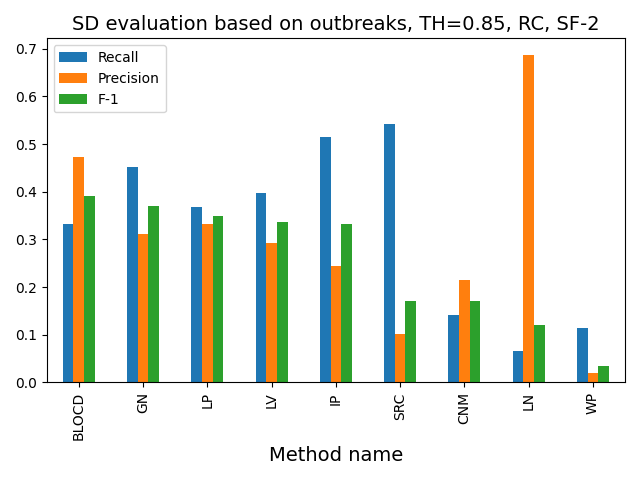 SD evaluation based on outbreaks, TH=0.85, RC, SF-2
Recall
Precision
F-1
0.7
0.6
0.5
0.4
0.3
0.2
0.1
0.0
BLOCD
GN
LP
LV
IP
SRC
CNM
LN
WP
Method name